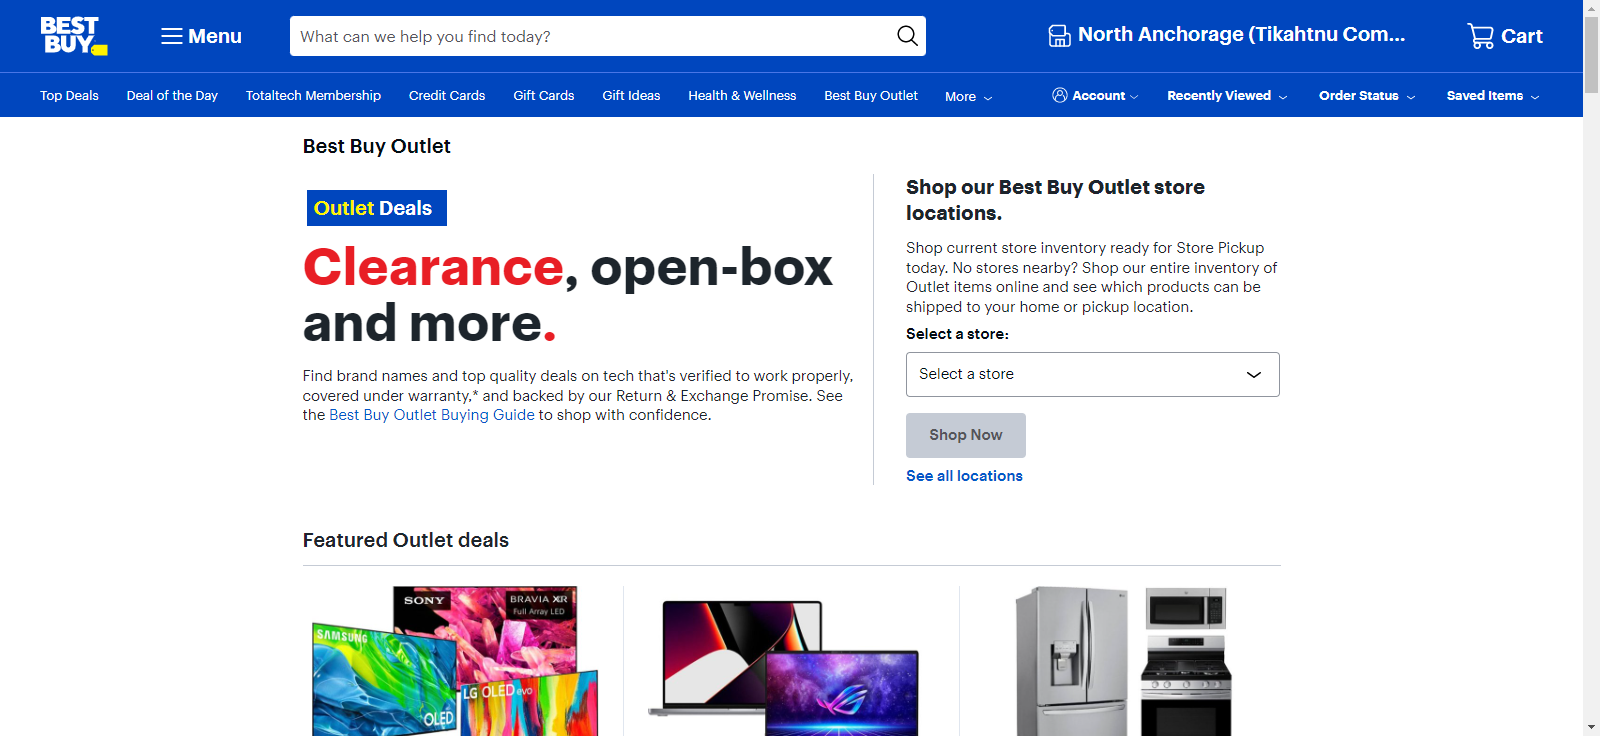 BEST
BUY
Menu
What can we help you find today?
North Anchorage (Tikahtnu Com...
Cart
Top Deals
Deal of the Day
Totaltech Membership
Credit Cards
Gift Cards
Gift Ideas
Health & Wellness
Best Buy Outlet
More
Account
Recently Viewed
Order Status
Saved Items
Best Buy Outlet
Outlet Deals
Clearance, open-box
and more.
Find brand names and top quality deals on tech that's verified to work properly,
covered under warranty,* and backed by our Return & Exchange Promise. See
the Best Buy Outlet Buying Guide to shop with confidence.
Shop our Best Buy Outlet store
locations.
Shop current store inventory ready for Store Pickup
today. No stores nearby? Shop our entire inventory of
Outlet items online and see which products can be
shipped to your home or pickup location.
Select a store:
Select a store
Shop Now
See all locations
Featured Outlet deals
SONY
BRAVIA XR
Full Array LED
SAMSUNG
OLED
LG OLED evo